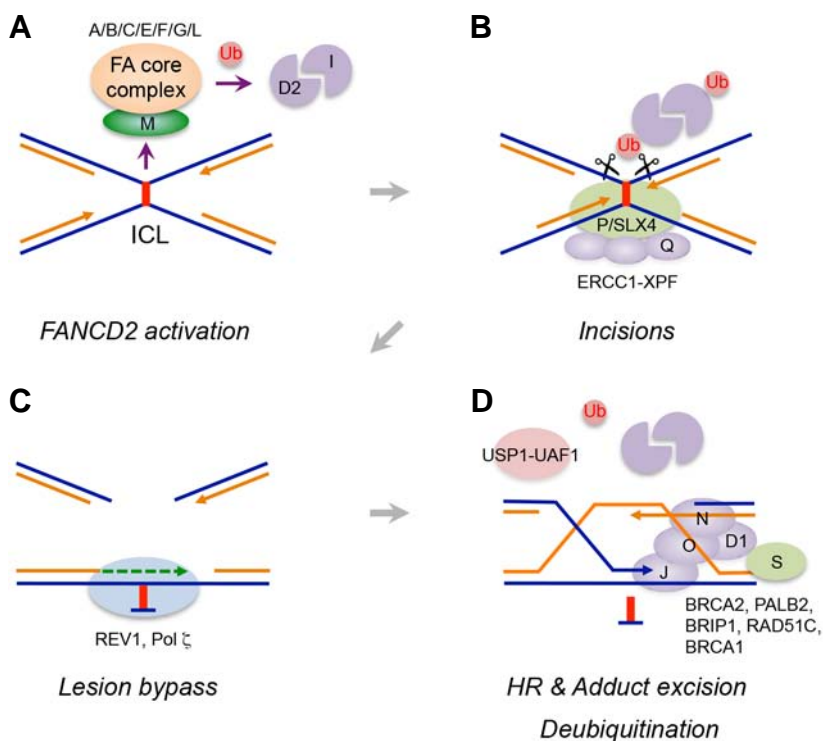 A
A/B/C/E/F/G/L
FA core
complex
M
Ub
I
D2
ICL
FANCD2 activation
B
Ub
Ub
P/SLX4
Q
ERCC1-XPF
Incisions
C
REV1, Pol ζ
Lesion bypass
D
Ub
USP1-UAF1
N
D1
O
S
J
BRCA2, PALB2,
BRIP1, RAD51C,
BRCA1
HR & Adduct excision
Deubiquitination